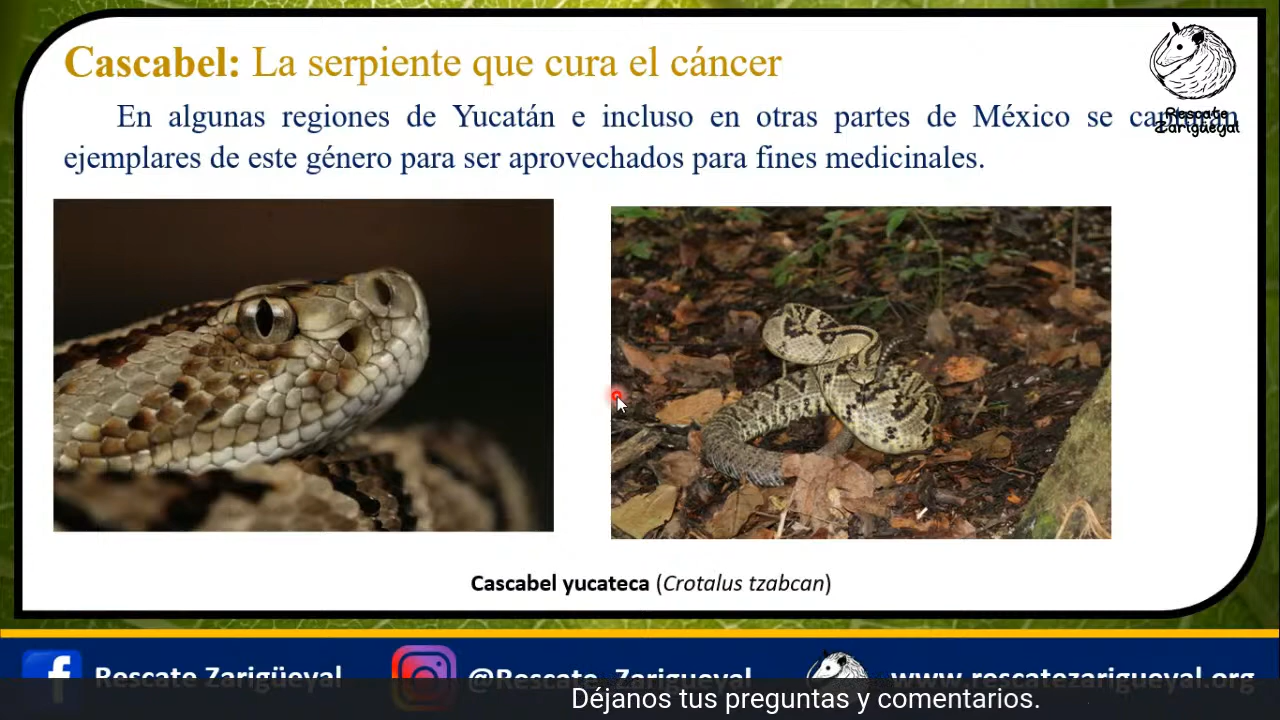 Cascabel: La serpiente que cura el cáncer
En algunas regiones de Yucatán e incluso en otras partes de México se
ejemplares de este género para ser aprovechados para fines medicinales.
Rescate
Zarigüeyal
Cascabel yucateca (Crotalus tzabcan)
Rescate Zarigüeyal
@Rescate_Zarigueyal
www.rescatezarigueyal.org
Déjanos tus preguntas y comentarios.